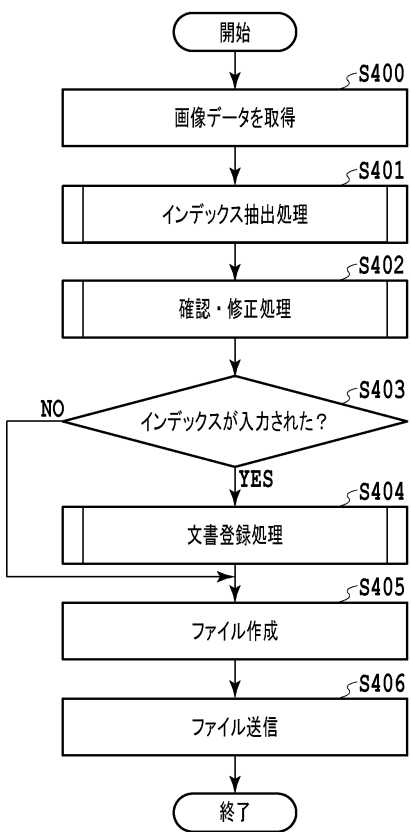 開始
S400
画像データを取得
S401
インデックス抽出処理
S402
確認・修正処理
S403
インデックスが入力された?
NO
YES
S404
文書登録処理
S405
ファイル作成
S406
ファイル送信
終了